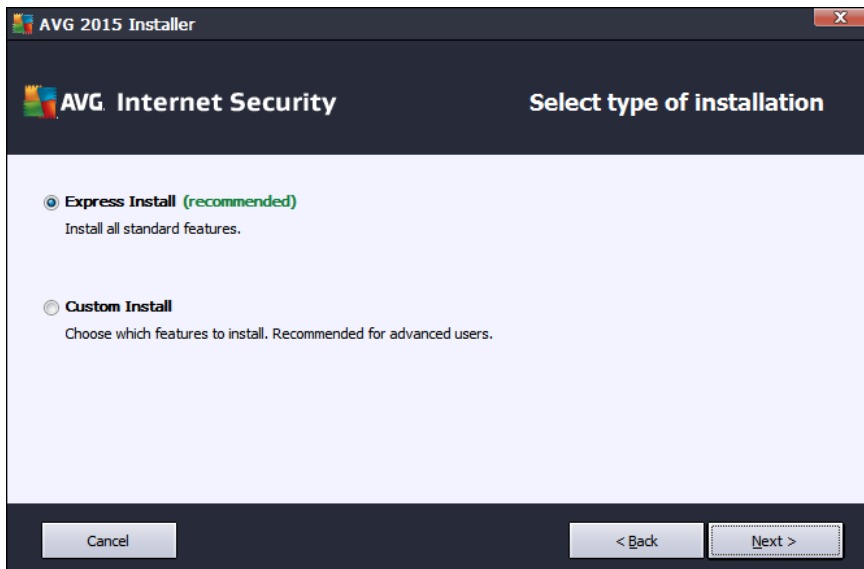 AVG 2015 Installer
AVG. Internet Security
Select type of installation
Express Install (recommended)
Install all standard features.
Custom Install
Choose which features to install. Recommended for advanced users.
Cancel
< Back
Next >